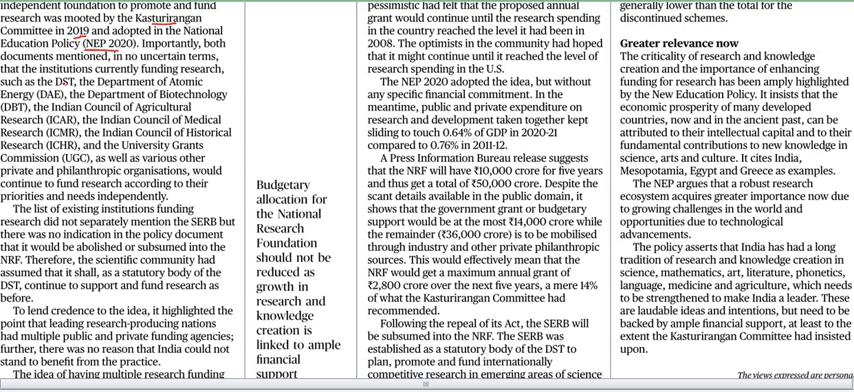 independent foundation to promote and fund
research was mooted by the Kasturirangan
Committee in 2019 and adopted in the National
Education Policy (NEP 2020). Importantly, both
documents mentioned, in no uncertain terms,
that the institutions currently funding research,
such as the DST, the Department of Atomic
Energy (DAE), the Department of Biotechnology
(DBT), the Indian Council of Agricultural
Research (ICAR), the Indian Council of Medical
Research (ICMR), the Indian Council of Historical
Research (ICHR), and the University Grants
Commission (UGC), as well as various other
private and philanthropic organisations, would
continue to fund research according to their
priorities and needs independently.
The list of existing institutions funding
research did not separately mention the SERB but
there was no indication in the policy document
that it would be abolished or subsumed into the
NRF. Therefore, the scientific community had
assumed that it shall, as a statutory body of the
DST, continue to support and fund research as
before.
To lend credence to the idea, it highlighted the
point that leading research-producing nations
had multiple public and private funding agencies;
further, there was no reason that India could not
stand to benefit from the practice.
The idea of having multiple research funding
Budgetary
allocation for
the National
Research
Foundation
should not be
reduced as
growth in
research and
knowledge
creation is
linked to ample
financial
support
pessimistic had felt that the proposed annual
grant would continue until the research spending
in the country reached the level it had been in
2008. The optimists in the community had hoped
that it might continue until it reached the level of
research spending in the U.S.
The NEP 2020 adopted the idea, but without
any specific financial commitment. In the
meantime, public and private expenditure on
research and development taken together kept
sliding to touch 0.64% of GDP in 2020-21
compared to 0.76% in 2011-12.
A Press Information Bureau release suggests
that the NRF will have ₹10,000 crore for five years
and thus get a total of ₹50,000 crore. Despite the
scant details available in the public domain, it
shows that the government grant or budgetary
support would be at the most ₹14,000 crore while
the remainder (₹36,000 crore) is to be mobilised
through industry and other private philanthropic
sources. This would effectively mean that the
NRF would get a maximum annual grant of
₹2,800 crore over the next five years, a mere 14%
of what the Kasturirangan Committee had
recommended.
Following the repeal of its Act, the SERB will
be subsumed into the NRF. The SERB was
established as a statutory body of the DST to
plan, promote and fund internationally
competitive research in emerging areas of science
generally lower than the total for the
discontinued schemes.
Greater relevance now
The criticality of research and knowledge
creation and the importance of enhancing
funding for research has been amply highlighted
by the New Education Policy. It insists that the
economic prosperity of many developed
countries, now and in the ancient past, can be
attributed to their intellectual capital and to their
fundamental contributions to new knowledge in
science, arts and culture. It cites India,
Mesopotamia, Egypt and Greece as examples.
The NEP argues that a robust research
ecosystem acquires greater importance now due
to growing challenges in the world and
opportunities due to technological
advancements.
The policy asserts that India has had a long
tradition of research and knowledge creation in
science, mathematics, art, literature, phonetics,
language, medicine and agriculture, which needs
to be strengthened to make India a leader. These
are laudable ideas and intentions, but need to be
backed by ample financial support, at least to the
extent the Kasturirangan Committee had insisted
upon.
The views expressed are persona